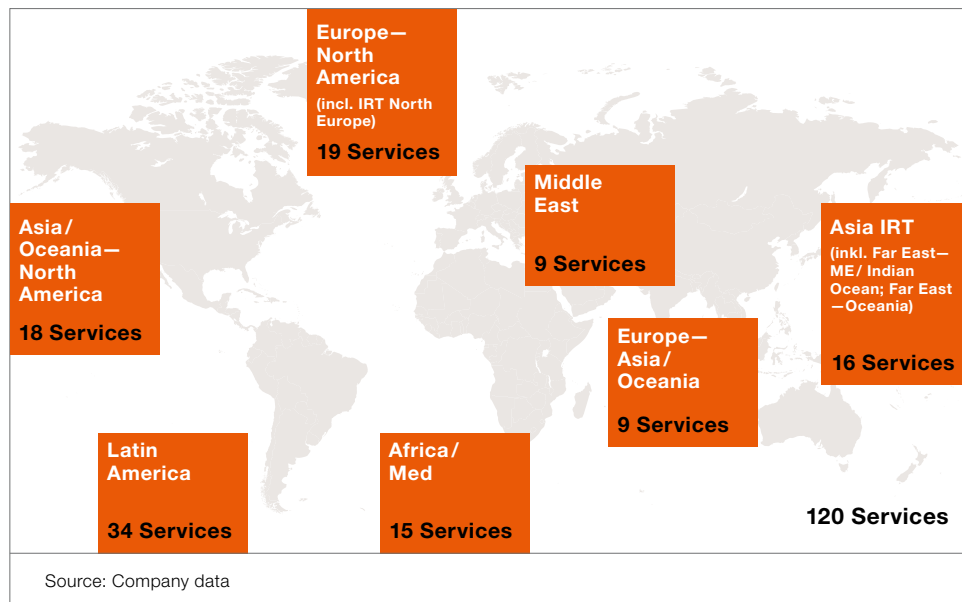 Europe—
North
America
(incl. IRT North
Europe)
19 Services
Middle
East
9 Services
Asia/
Oceania—
North
America
18 Services
Asia IRT
(inkl. Far East—
ME/ Indian
Ocean; Far East
—Oceania)
16 Services
Europe—
Asia/
Oceania
9 Services
Latin
America
34 Services
Africa/
Med
15 Services
120 Services
Source: Company data